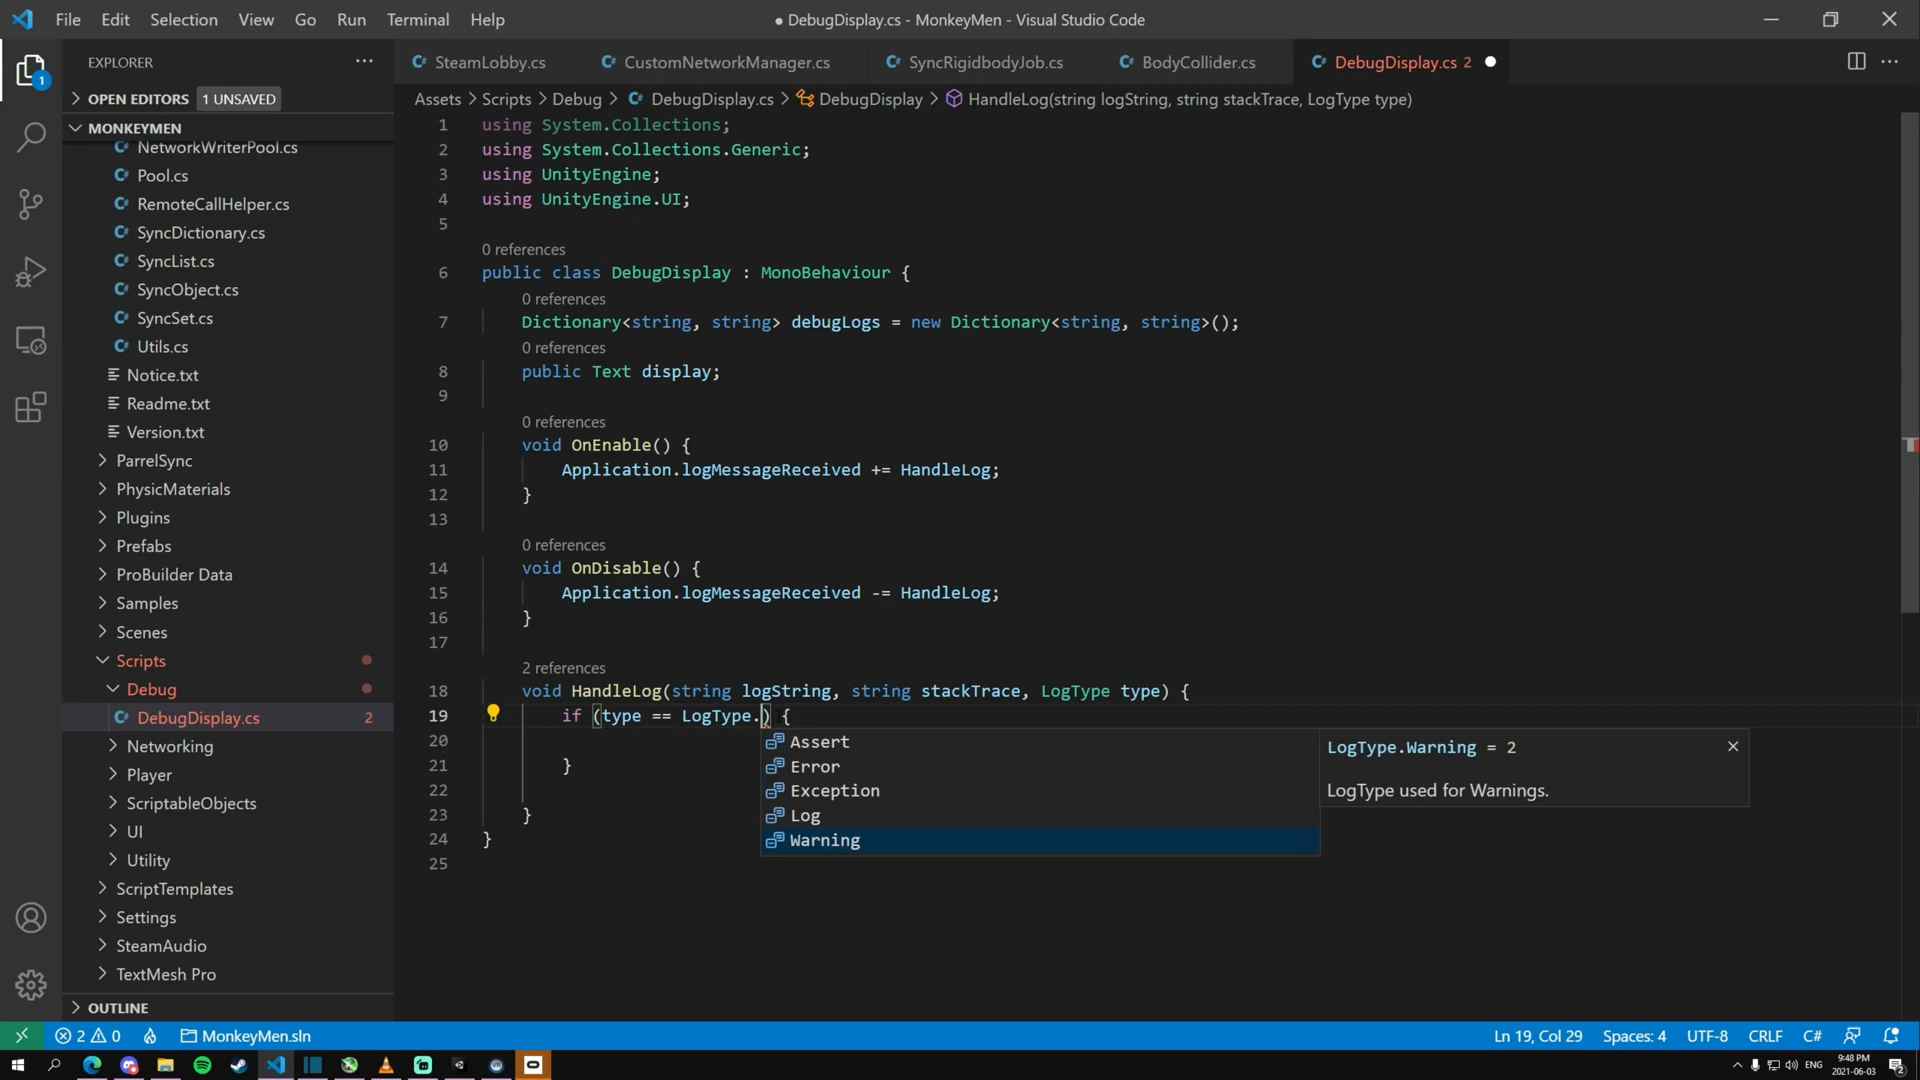 File Edit Selection View Go Run Terminal Help
● DebugDisplay.cs - MonkeyMen - Visual Studio Code
EXPLORER
SteamLobby.cs CustomNetworkManager.cs SyncRigidbodyJob.cs BodyCollider.cs DebugDisplay.cs 2
OPEN EDITORS 1 UNSAVED
Assets > Scripts > Debug > DebugDisplay.cs > DebugDisplay > HandleLog(string logString, string stackTrace, LogType type)
MONKEYMEN
NetworkWriterPool.cs
Pool.cs
RemoteCallHelper.cs
SyncDictionary.cs
SyncList.cs
SyncObject.cs
SyncSet.cs
Utils.cs
Notice.txt
Readme.txt
Version.txt
ParrelSync
PhysicMaterials
Plugins
Prefabs
ProBuilder Data
Samples
Scenes
Scripts
Debug
DebugDisplay.cs 2
Networking
Player
ScriptableObjects
UI
Utility
ScriptTemplates
Settings
SteamAudio
TextMesh Pro
OUTLINE
1 using System.Collections;
2 using System.Collections.Generic;
3 using UnityEngine;
4 using UnityEngine.UI;
5
0 references
6 public class DebugDisplay : MonoBehaviour {
0 references
7 Dictionary<string, string> debugLogs = new Dictionary<string, string>();
0 references
8 public Text display;
9
0 references
10 void OnEnable() {
11 Application.logMessageReceived += HandleLog;
12 }
13
0 references
14 void OnDisable() {
15 Application.logMessageReceived -= HandleLog;
16 }
17
2 references
18 void HandleLog(string logString, string stackTrace, LogType type) {
19 if (type == LogType.) {
20
21 }
22
23 }
24 }
25
Assert
Error
Exception
Log
Warning
LogType.Warning = 2
LogType used for Warnings.
1
2 0 MonkeyMen.sln
Ln 19, Col 29 Spaces: 4 UTF-8 CRLF C#
ENG
9:48 PM
2021-06-03
2